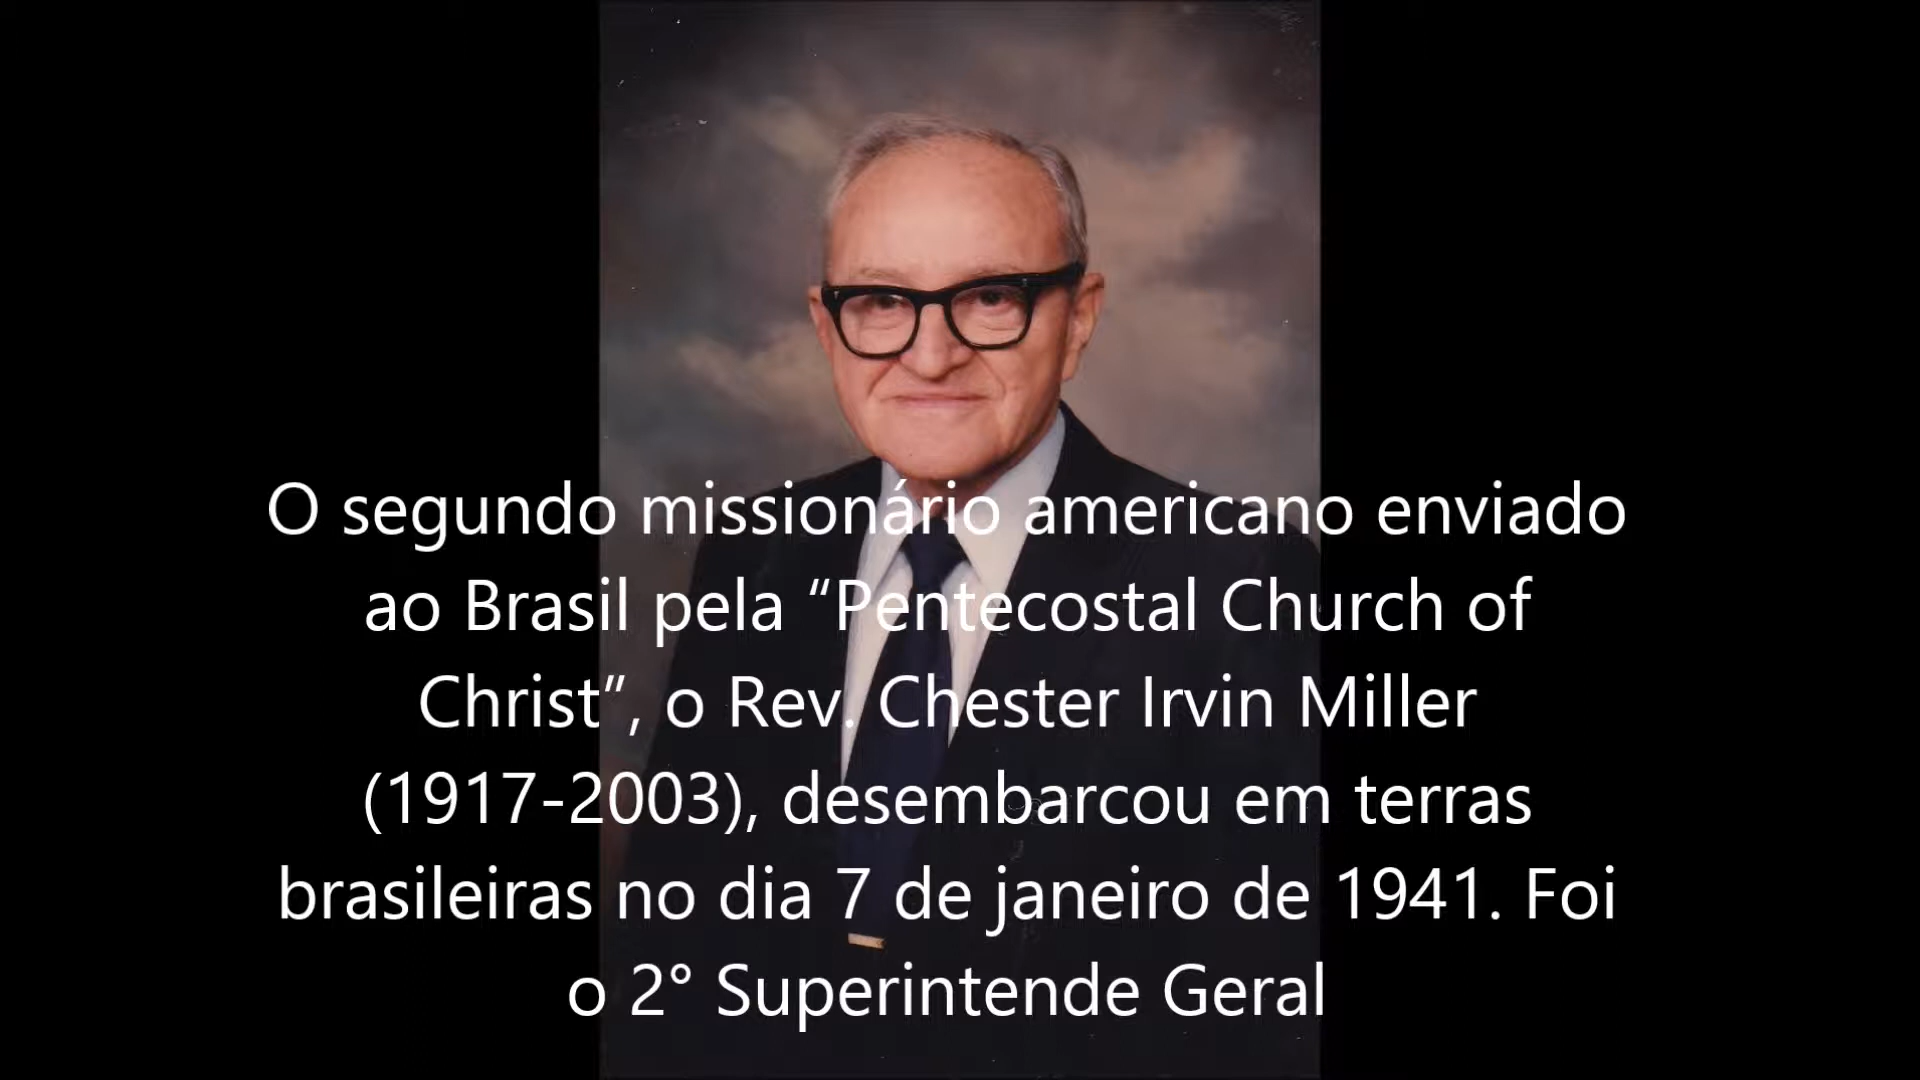 O segundo missionário americano enviado
ao Brasil pela “Pentecostal Church of
Christ”, o Rev. Chester Irvin Miller
(1917-2003), desembarcou em terras
brasileiras no dia 7 de janeiro de 1941. Foi
o 2° Superintende Geral